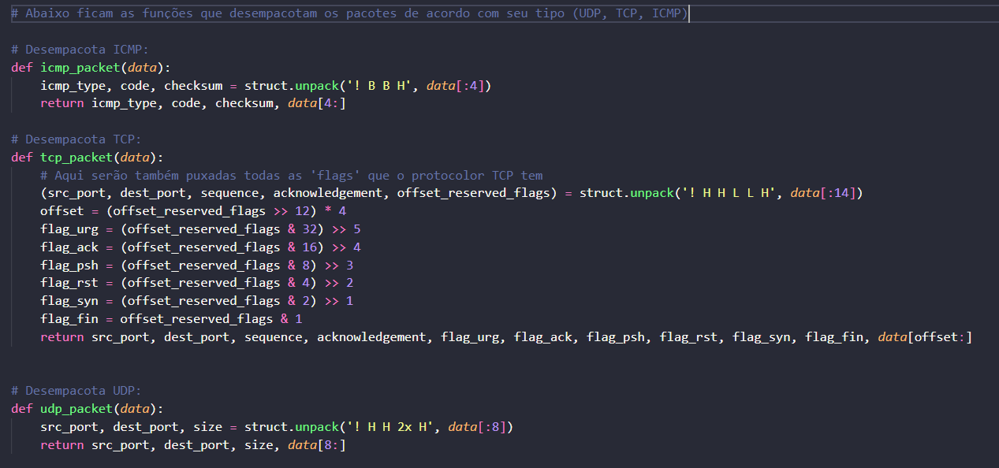 # Abaixo ficam as funções que desempacotam os pacotes de acordo com seu tipo (UDP, TCP, ICMP)
# Desempacota ICMP:
def icmp_packet(data):
    icmp_type, code, checksum = struct.unpack('! B B H', data[:4])
    return icmp_type, code, checksum, data[4:]
# Desempacota TCP:
def tcp_packet(data):
    # Aqui serão também puxadas todas as 'flags' que o protocolor TCP tem
    (src_port, dest_port, sequence, acknowledgement, offset_reserved_flags) = struct.unpack('! H H L L H', data[:14])
    offset = (offset_reserved_flags >> 12) * 4
    flag_urg = (offset_reserved_flags & 32) >> 5
    flag_ack = (offset_reserved_flags & 16) >> 4
    flag_psh = (offset_reserved_flags & 8) >> 3
    flag_rst = (offset_reserved_flags & 4) >> 2
    flag_syn = (offset_reserved_flags & 2) >> 1
    flag_fin = offset_reserved_flags & 1
    return src_port, dest_port, sequence, acknowledgement, flag_urg, flag_ack, flag_psh, flag_rst, flag_syn, flag_fin, data[offset:]
# Desempacota UDP:
def udp_packet(data):
    src_port, dest_port, size = struct.unpack('! H H 2x H', data[:8])
    return src_port, dest_port, size, data[8:]